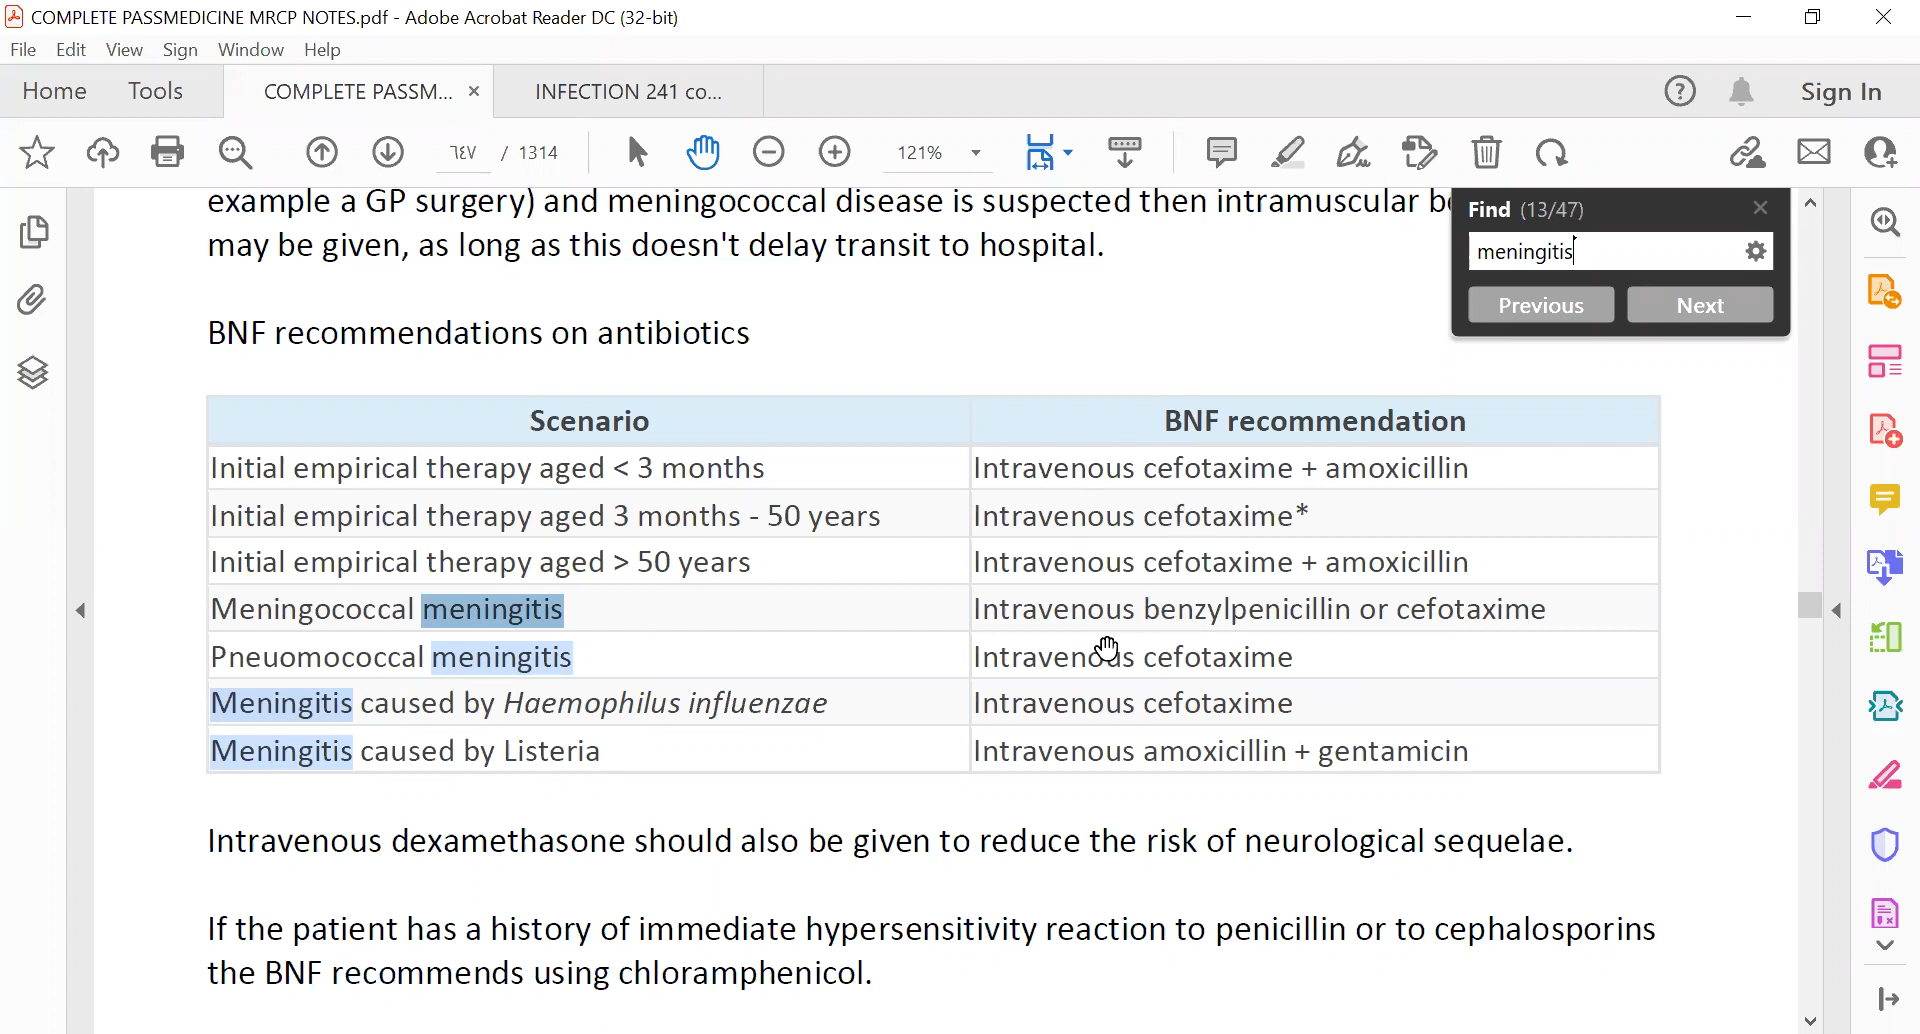 COMPLETE PASSMEDICINE MRCP NOTES.pdf - Adobe Acrobat Reader DC (32-bit)
File Edit View Sign Window Help
Home Tools COMPLETE PASSM... × INFECTION 241 co... Sign In
٦٤٧ / 1314 121%
example a GP surgery) and meningococcal disease is suspected then intramuscular
may be given, as long as this doesn't delay transit to hospital.
Find (13/47)
meningitis
Previous Next
BNF recommendations on antibiotics
Scenario BNF recommendation
Initial empirical therapy aged < 3 months Intravenous cefotaxime + amoxicillin
Initial empirical therapy aged 3 months - 50 years Intravenous cefotaxime*
Initial empirical therapy aged > 50 years Intravenous cefotaxime + amoxicillin
Meningococcal meningitis Intravenous benzylpenicillin or cefotaxime
Pneuomococcal meningitis Intravenous cefotaxime
Meningitis caused by Haemophilus influenzae Intravenous cefotaxime
Meningitis caused by Listeria Intravenous amoxicillin + gentamicin
Intravenous dexamethasone should also be given to reduce the risk of neurological sequelae.
If the patient has a history of immediate hypersensitivity reaction to penicillin or to cephalosporins
the BNF recommends using chloramphenicol.